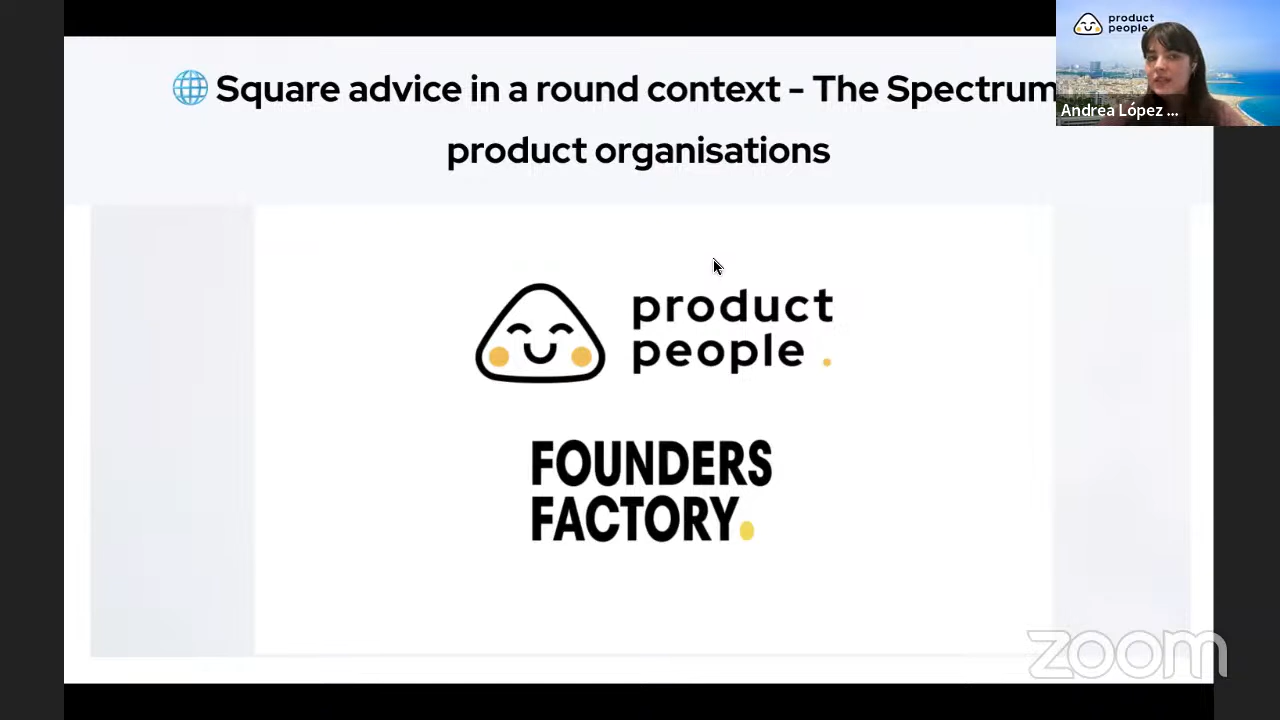 Square advice in a round context - The Spectrum
product organisations
product
people
Andrea López ...
product
people .
FOUNDERS
FACTORY.
zoom